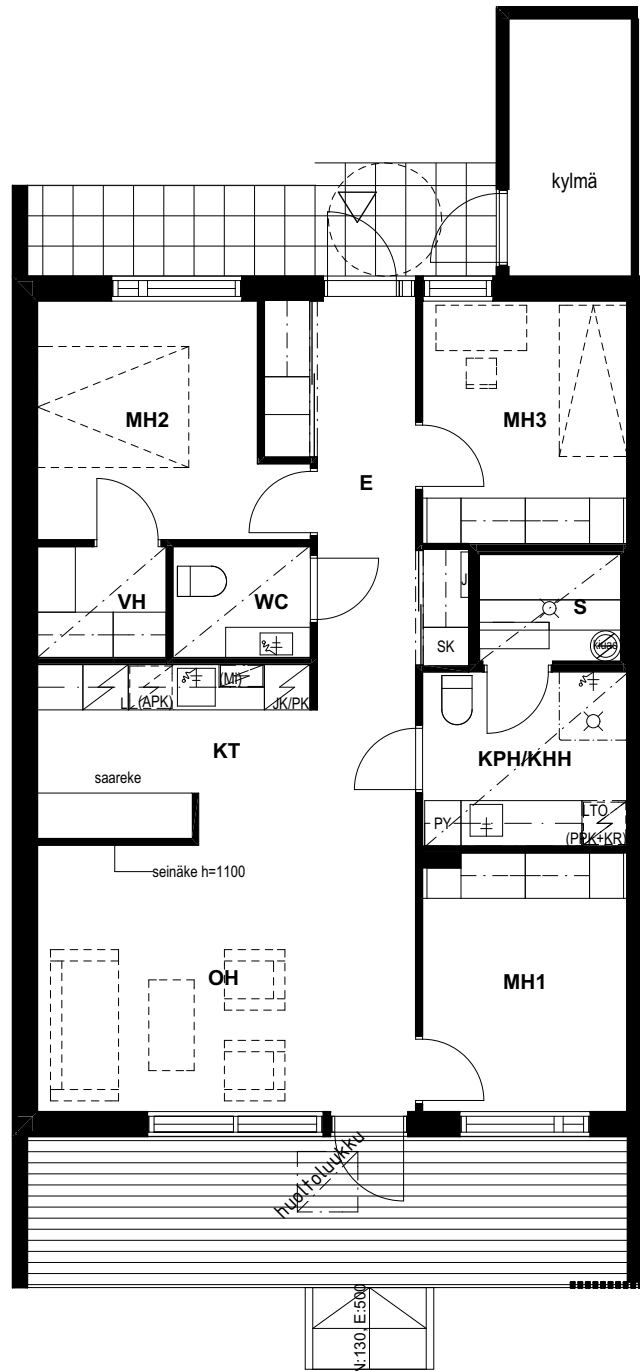 kylmä
MH2
MH3
E
VH
WC
J
SK
S
kiuas
L
(APK)
(MI)
JK/PK
KT
KPH/KHH
saareke
PY
LTO
(PPK+KR)
seinäke h=1100
OH
MH1
huoltoluukku
N:130, E:500